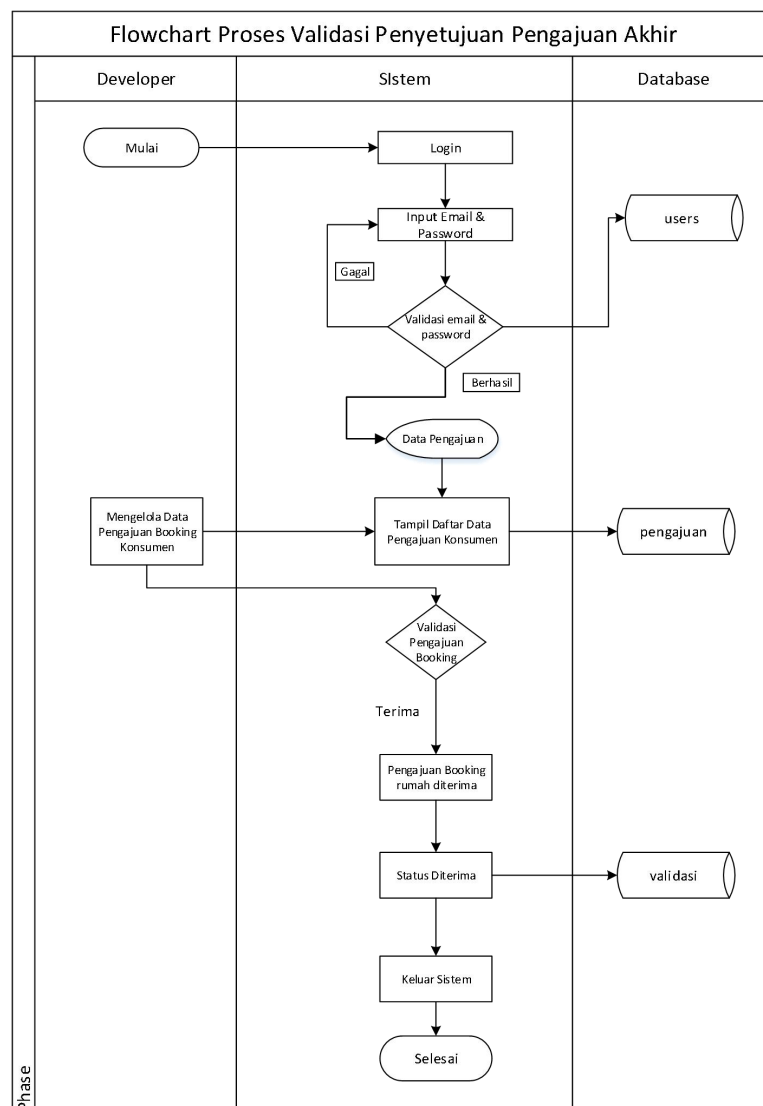 Flowchart Proses Validasi Penyetujuan Pengajuan Akhir
Developer
SIstem
Database
Mulai
Login
Input Email &
Password
users
Gagal
Validasi email &
password
Berhasil
Data Pengajuan
Mengelola Data
Pengajuan Booking
Konsumen
Tampil Daftar Data
Pengajuan Konsumen
pengajuan
Validasi
Pengajuan
Booking
Terima
Pengajuan Booking
rumah diterima
Status Diterima
validasi
Keluar Sistem
Selesai
Phase